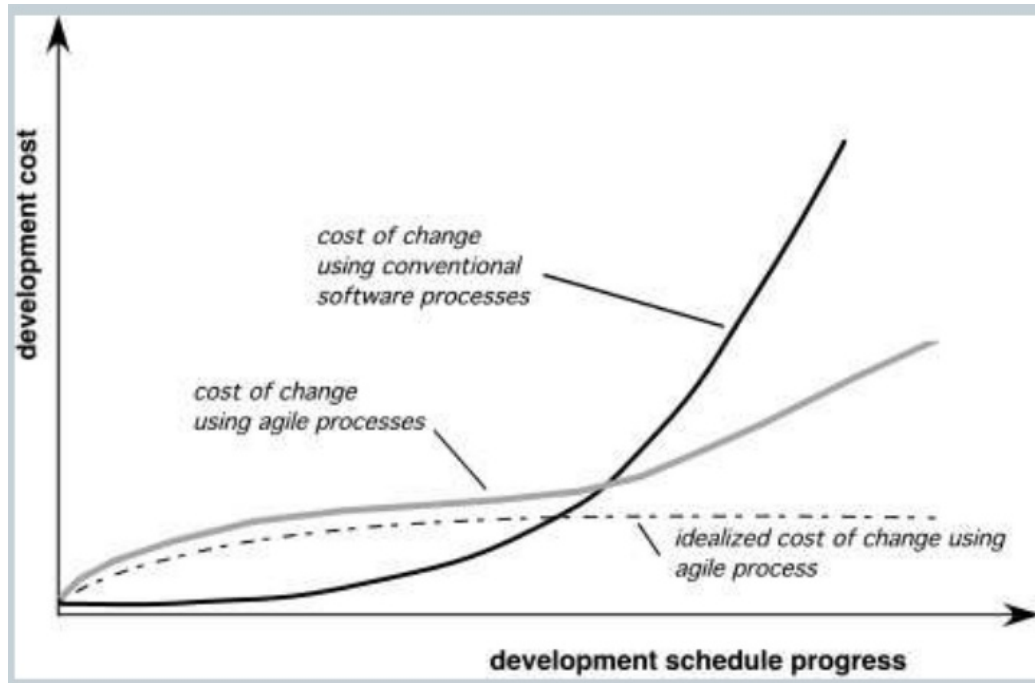 development cost
cost of change
using conventional
software processes
cost of change
using agile processes
idealized cost of change using
agile process
development schedule progress